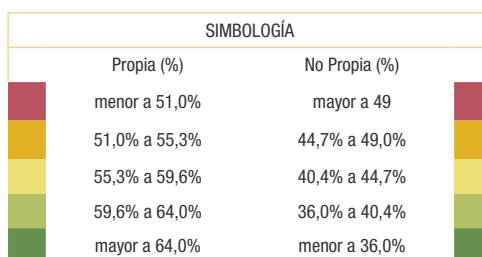 SIMBOLOGÍA
Propia (%) No Propia (%)
menor a 51,0% mayor a 49
51,0% a 55,3% 44,7% a 49,0%
55,3% a 59,6% 40,4% a 44,7%
59,6% a 64,0% 36,0% a 40,4%
mayor a 64,0% menor a 36,0%